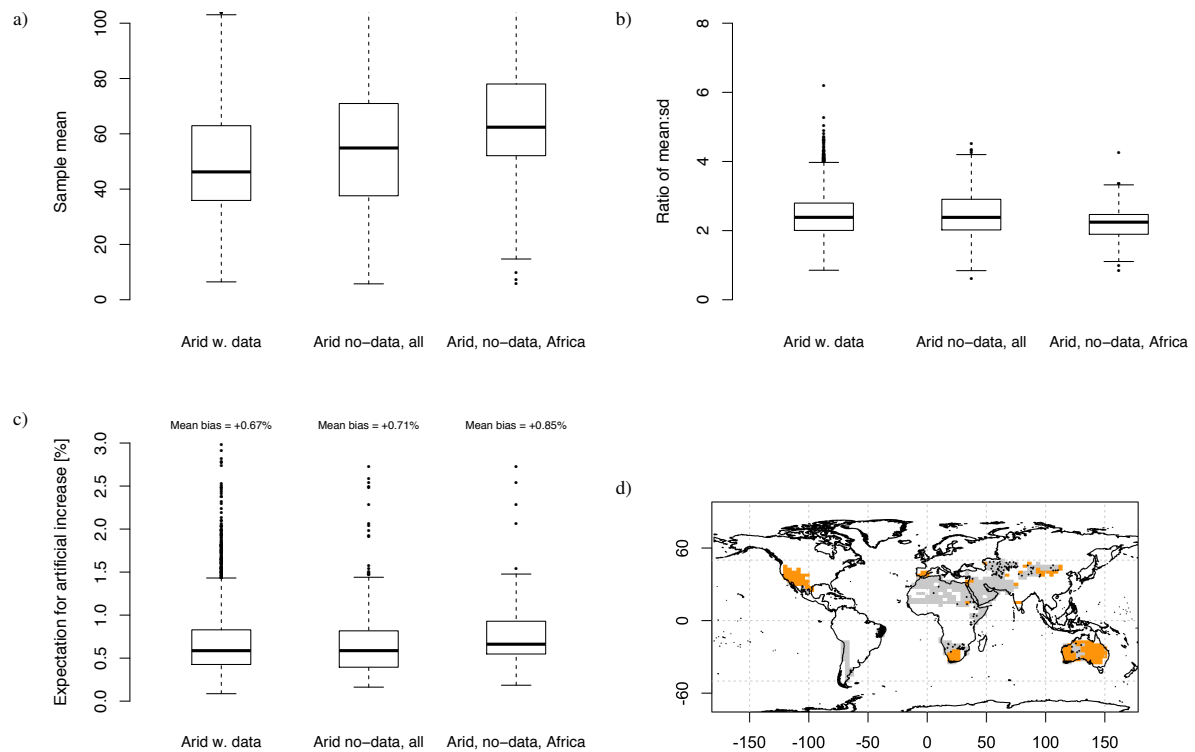 a)
Sample mean
100
80
60
40
20
0
Arid w. data
Arid no−data, all
Arid, no−data, Africa
b)
Ratio of mean:sd
8
6
4
2
0
Arid w. data
Arid no−data, all
Arid, no−data, Africa
c)
Mean bias = +0.67%
Mean bias = +0.71%
Mean bias = +0.85%
Expectation for artificial increase [%]
3.0
2.5
2.0
1.5
1.0
0.5
0.0
Arid w. data
Arid no−data, all
Arid, no−data, Africa
d)
60
0
-60
-150
-100
-50
0
50
100
150